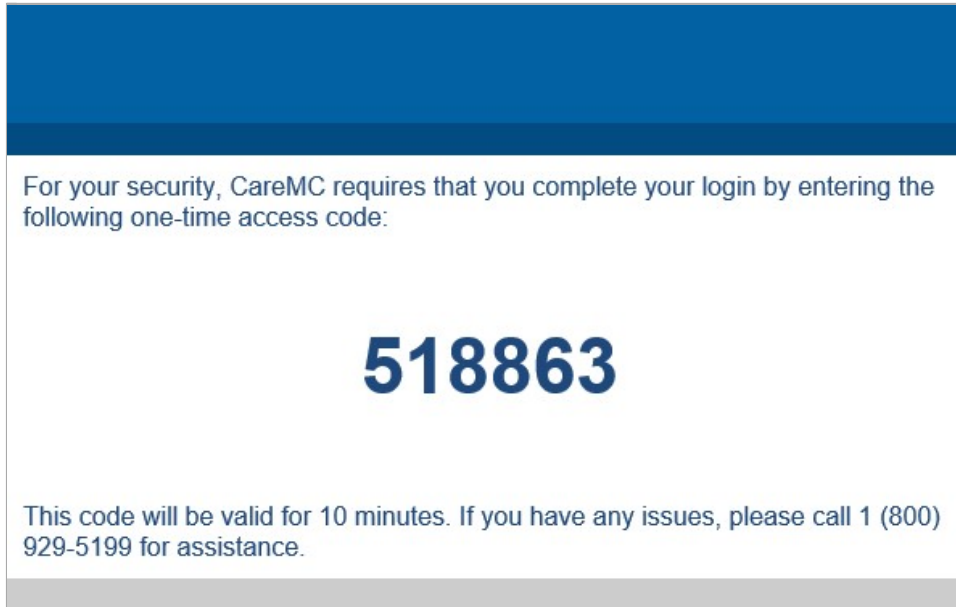 For your security, CareMC requires that you complete your login by entering the
following one-time access code:
518863
This code will be valid for 10 minutes. If you have any issues, please call 1 (800)
929-5199 for assistance.